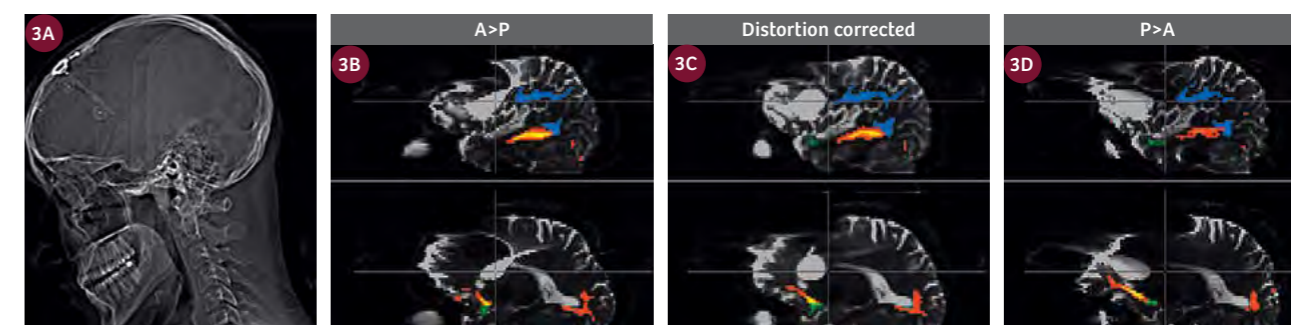 3A
A>P
Distortion corrected
P>A
3B
3C
3D